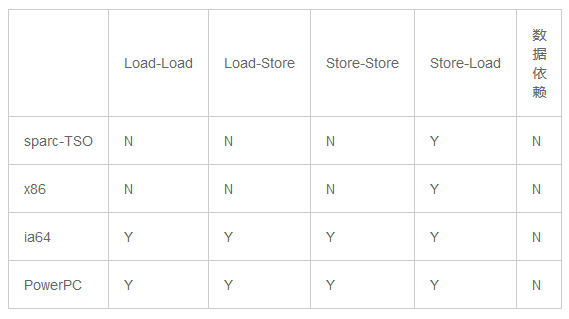 Load-Load Load-Store Store-Store Store-Load 数
据
依
赖
sparc-TSO N N N Y N
x86 N N N Y N
ia64 Y Y Y Y N
PowerPC Y Y Y Y N